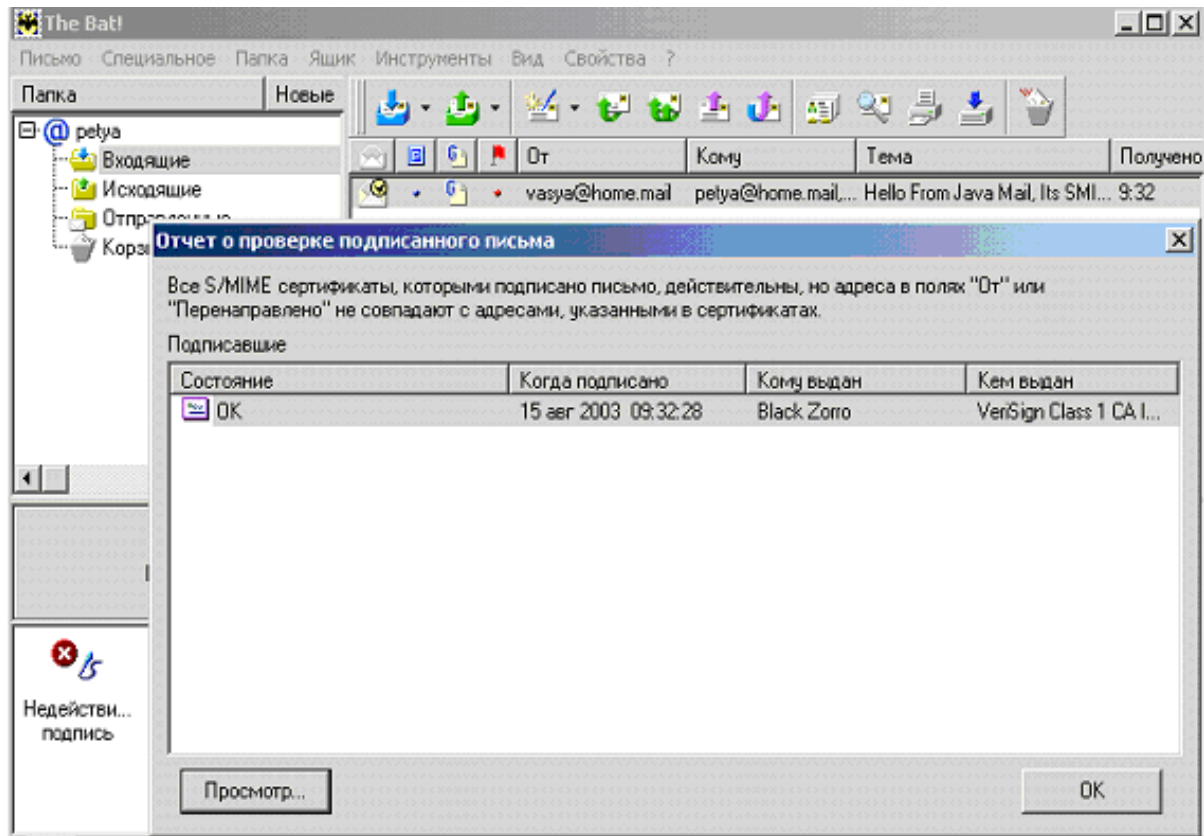 The Bat!
Письмо Специальное Папка Ящик Инструменты Вид Свойства ?
Папка Новые
petya
Входящие
Исходящие
От Кому Тема Получено
vasya@home.mail petya@home.mail,... Hello From Java Mail, Its SMI... 9:32
Отчет о проверке подписанного письма
Все S/MIME сертификаты, которыми подписано письмо, действительны, но адреса в полях "От" или
"Перенаправлено" не совпадают с адресами, указанными в сертификатах.
Подписавшие
Состояние Когда подписано Кому выдан Кем выдан
OK 15 авг 2003 09:32:28 Black Zorro VeriSign Class 1 CA I...
Недействи...
подпись
Просмотр... OK